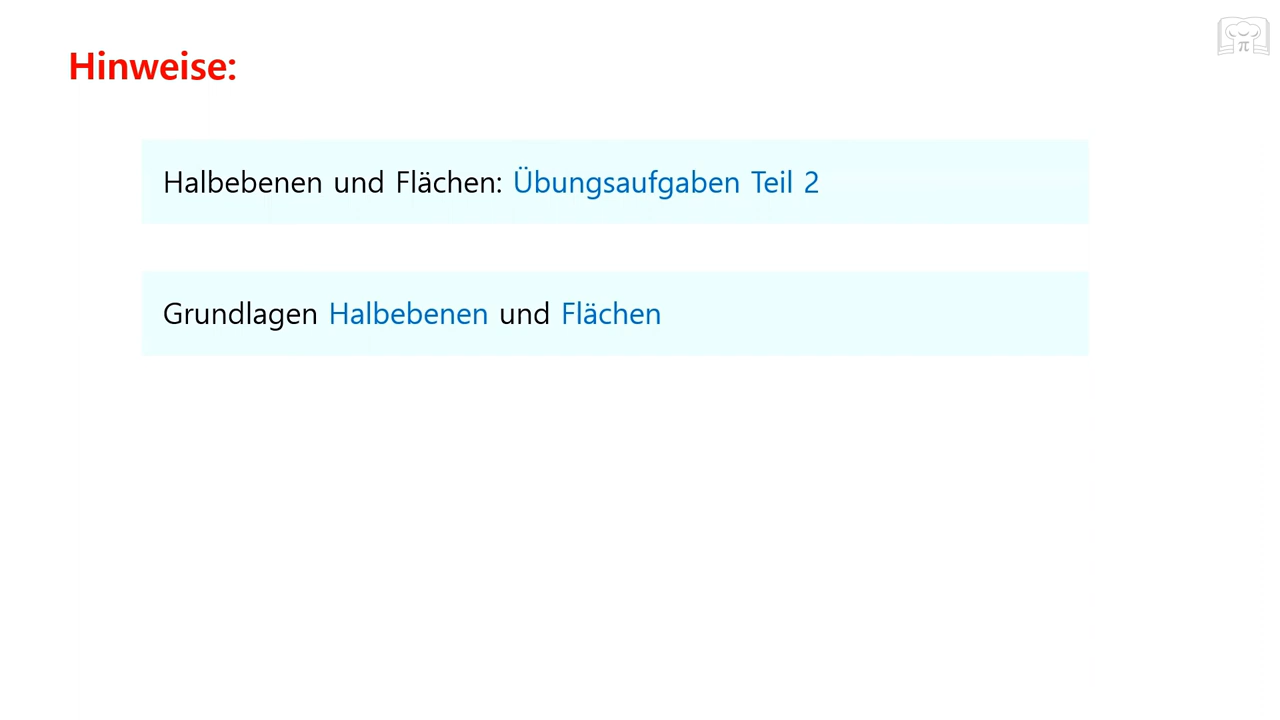 Hinweise:
Halbebenen und Flächen: Übungsaufgaben Teil 2
Grundlagen Halbebenen und Flächen
π